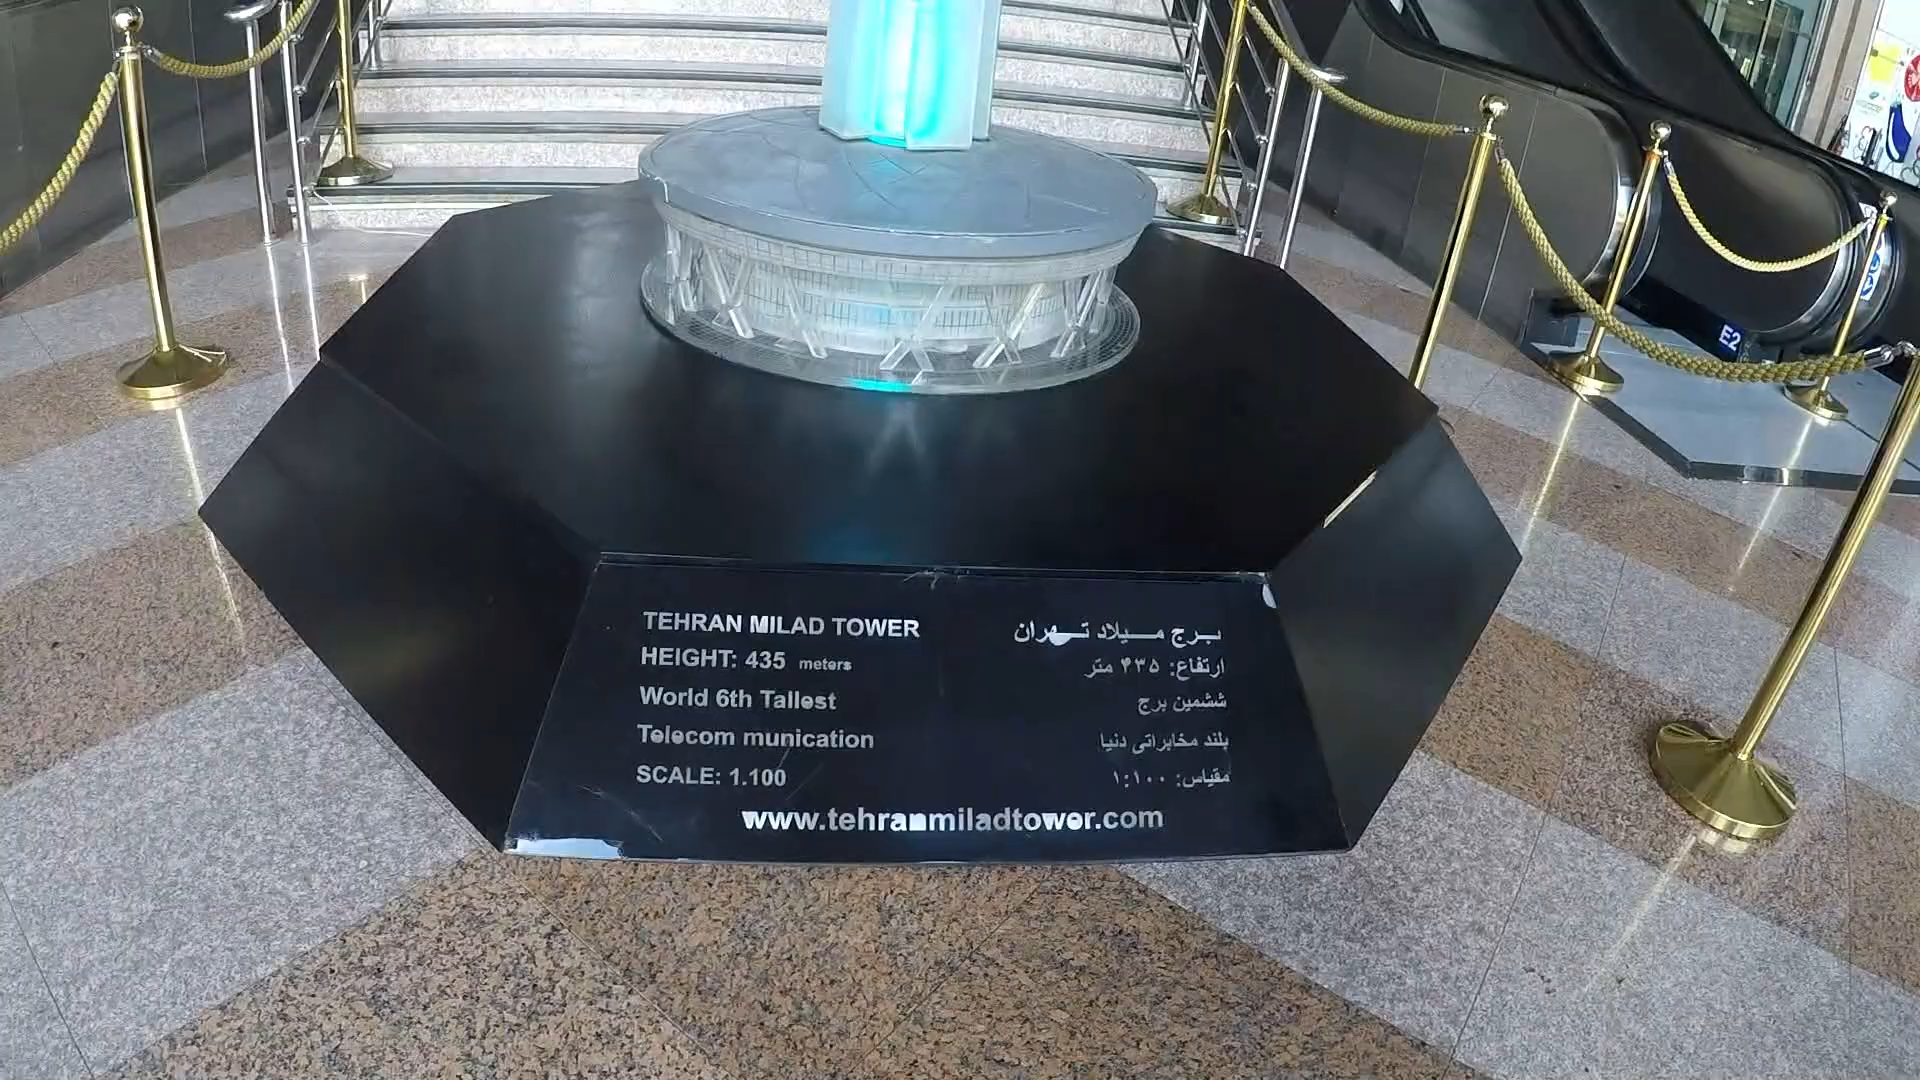 TEHRAN MILAD TOWER
HEIGHT: 435 meters
World 6th Tallest
Telecom munication
SCALE: 1.100
برج میلاد تهران
ارتفاع: ۴۳۵ متر
ششمین برج
بلند مخابراتی دنیا
مقیاس: ۱:۱۰۰
www.tehranmiladtower.com
E2